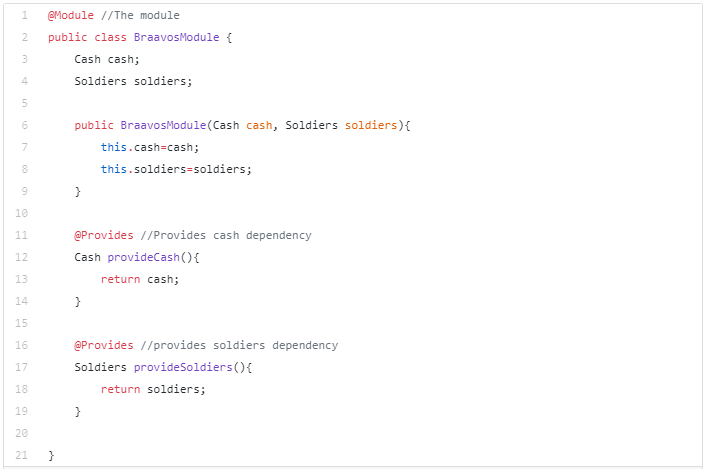 1 @Module //The module
2 public class BraavosModule {
3     Cash cash;
4     Soldiers soldiers;
5
6     public BraavosModule(Cash cash, Soldiers soldiers){
7         this.cash=cash;
8         this.soldiers=soldiers;
9     }
10
11     @Provides //Provides cash dependency
12     Cash provideCash(){
13         return cash;
14     }
15
16     @Provides //provides soldiers dependency
17     Soldiers provideSoldiers(){
18         return soldiers;
19     }
20
21 }